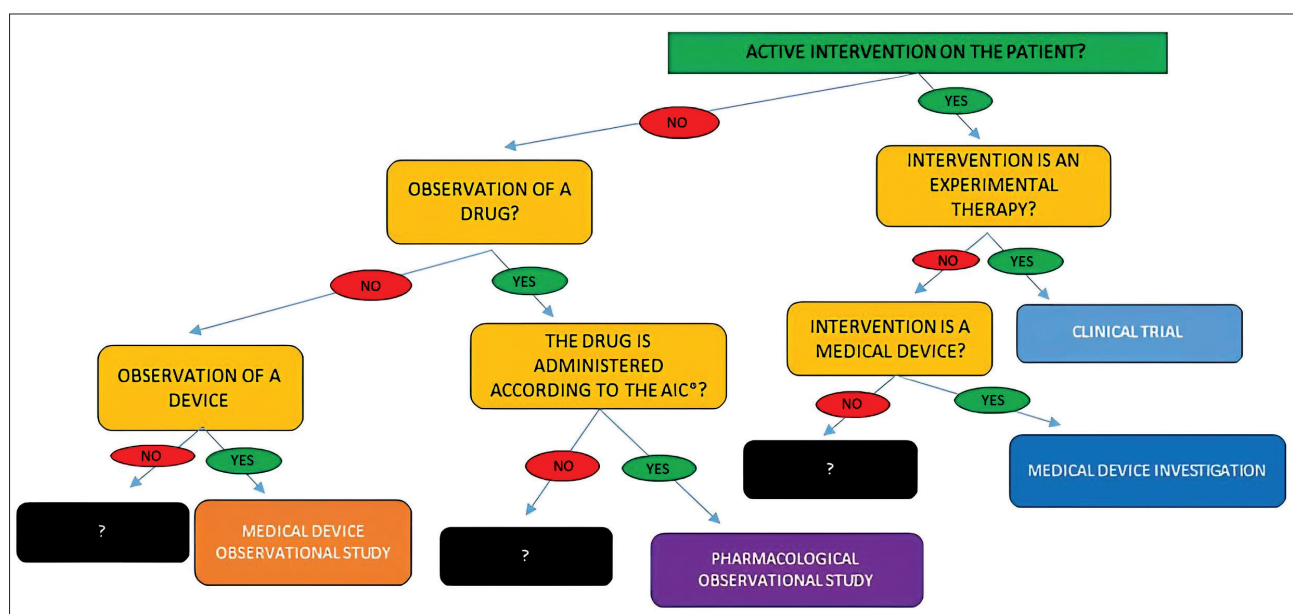 ACTIVE INTERVENTION ON THE PATIENT?
NO
YES
OBSERVATION OF A
DRUG?
INTERVENTION IS AN
EXPERIMENTAL
THERAPY?
NO
YES
NO
YES
OBSERVATION OF A
DEVICE
THE DRUG IS
ADMINISTERED
ACCORDING TO THE AIC®?
INTERVENTION IS A
MEDICAL DEVICE?
CLINICAL TRIAL
NO
YES
NO
YES
NO
YES
?
MEDICAL DEVICE
OBSERVATIONAL STUDY
?
PHARMACOLOGICAL
OBSERVATIONAL STUDY
?
MEDICAL DEVICE INVESTIGATION